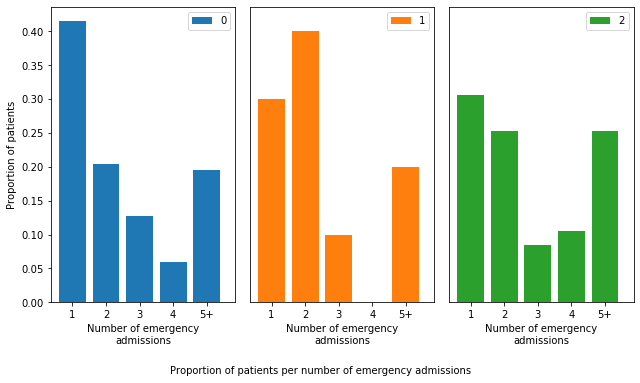 0
1
2
0.40
0.35
0.30
0.25
0.20
0.15
0.10
0.05
0.00
Proportion of patients
1 2 3 4 5+
1 2 3 4 5+
1 2 3 4 5+
Number of emergency
admissions
Number of emergency
admissions
Number of emergency
admissions
Proportion of patients per number of emergency admissions